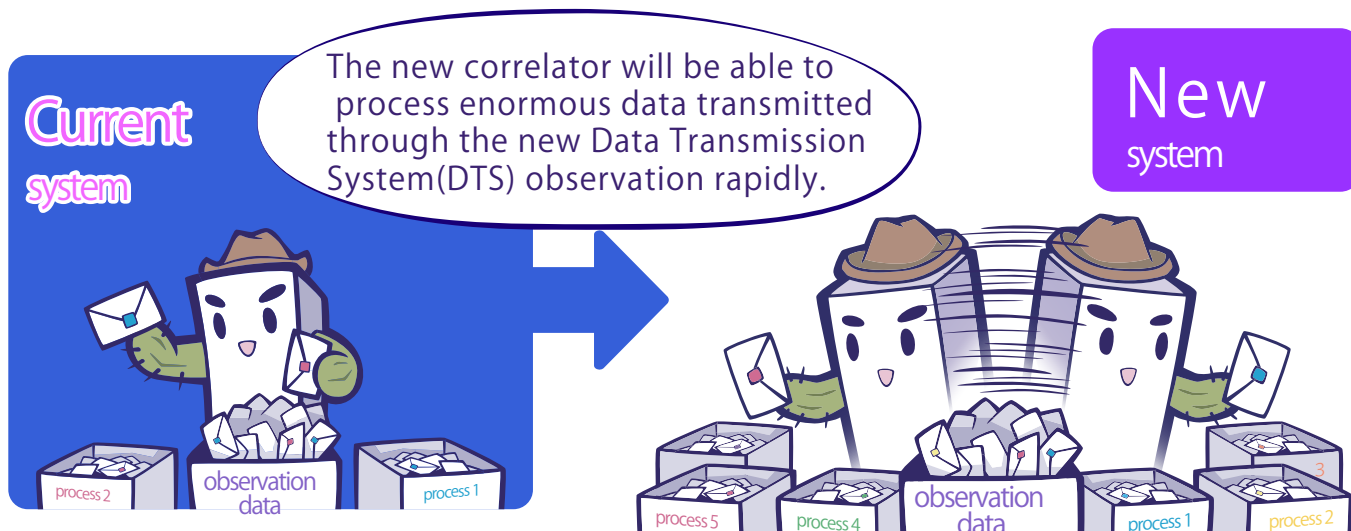 Current
system
The new correlator will be able to
process enormous data transmitted
through the new Data Transmission
System(DTS) observation rapidly.
New
system
process 2
observation
data
process 1
process 5
process 4
observation
data
process 1
3
process 2